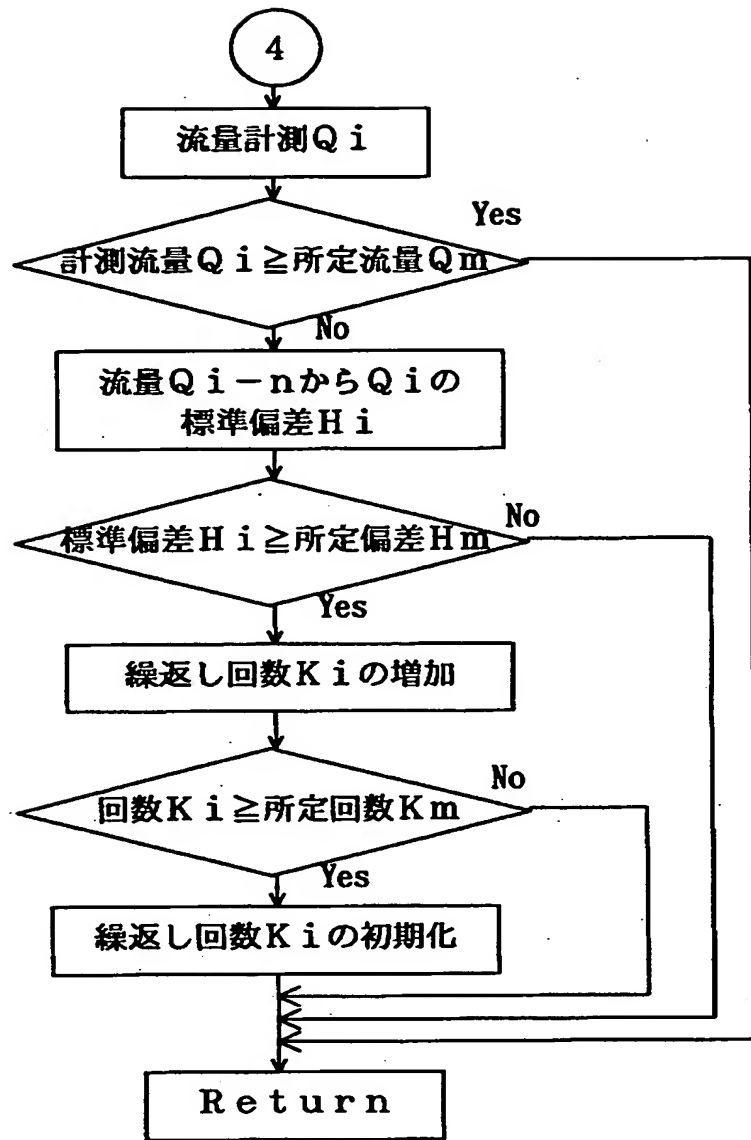 4
流量計測Ｑｉ
Yes
計測流量Ｑｉ≧所定流量Ｑｍ
No
流量Ｑｉ－ｎからＱｉの
標準偏差Ｈｉ
No
標準偏差Ｈｉ≧所定偏差Ｈｍ
Yes
繰返し回数Ｋｉの増加
No
回数Ｋｉ≧所定回数Ｋｍ
Yes
繰返し回数Ｋｉの初期化
Ｒｅｔｕｒｎ